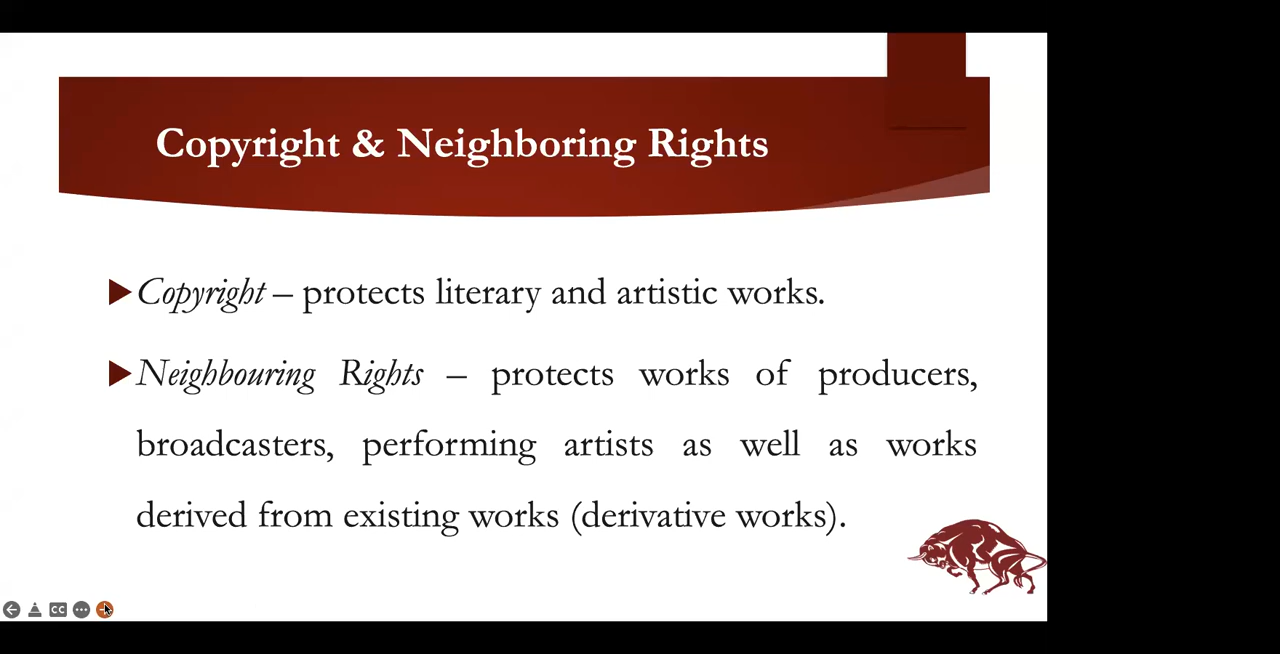 Copyright & Neighboring Rights
Copyright – protects literary and artistic works.
Neighbouring Rights – protects works of producers,
broadcasters, performing artists as well as works
derived from existing works (derivative works).
CC